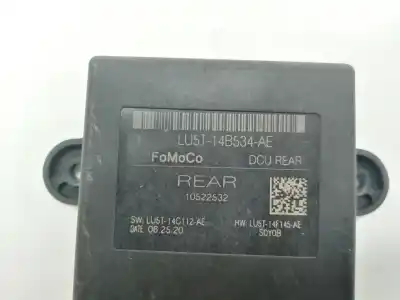 LU5T-14B534-AE
FoMoCo DCU REAR
REAR
10522532
SW: LU5T-14C112-AE HW: LU5T-14F145-AE
DATE: 06.25.20